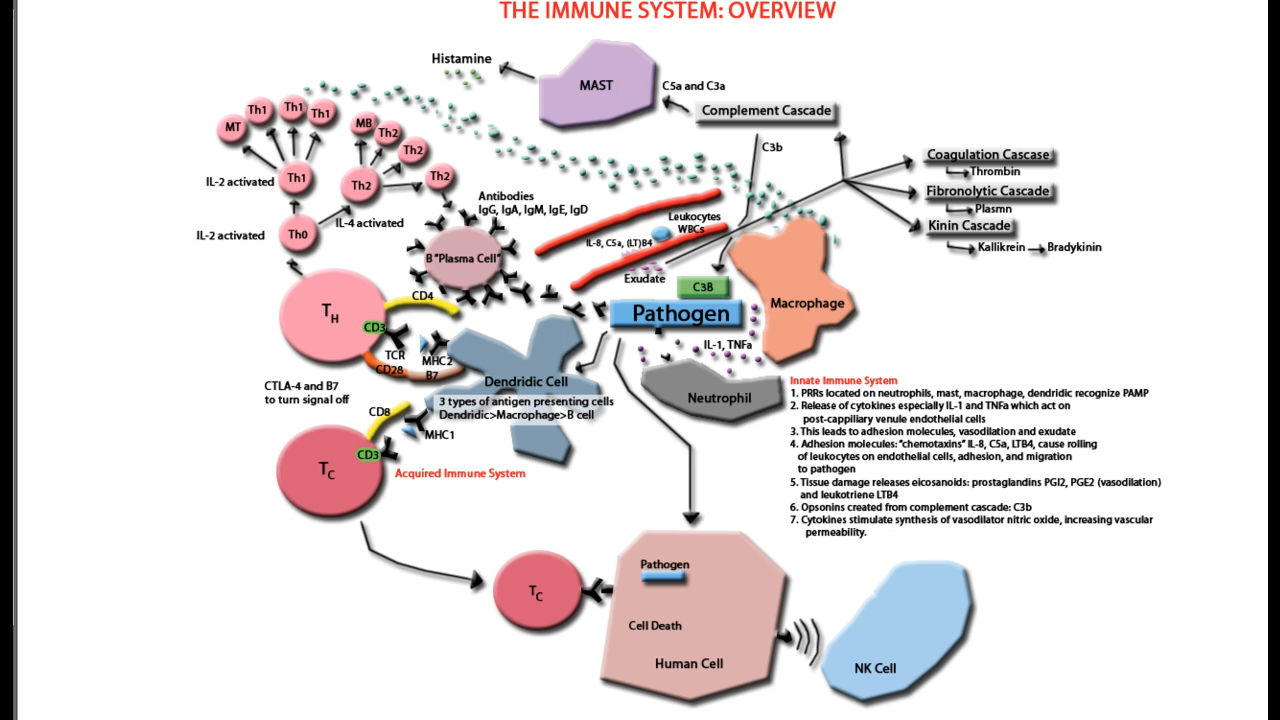 THE IMMUNE SYSTEM: OVERVIEW
Histamine
MAST
C5a and C3a
Complement Cascade
C3b
MT
Th1
Th1
Th1
MB
Th2
Th2
IL-2 activated
Th1
Th2
Th2
IL-2 activated
Th0
IL-4 activated
Antibodies
IgG, IgA, IgM, IgE, IgD
B "Plasma Cell"
Leukocytes
WBCs
IL-8, C5a, (LT)B4
Exudate
Coagulation Cascase
Thrombin
Fibronolytic Cascade
Plasmn
Kinin Cascade
Kallikrein
Bradykinin
C3B
Pathogen
Macrophage
IL-1, TNFa
Neutrophil
TH
CD4
CD3
TCR
CD28
MHC2
B7
CTLA-4 and B7
to turn signal off
Dendridic Cell
3 types of antigen presenting cells
Dendridic>Macrophage>B cell
CD8
MHC1
CD3
TC
Acquired Immune System
Innate Immune System
1. PRRs located on neutrophils, mast, macrophage, dendridic recognize PAMP
2. Release of cytokines especially IL-1 and TNFa which act on
post-cappiliary venule endothelial cells
3. This leads to adhesion molecules, vasodilation and exudate
4. Adhesion molecules: "chemotaxins" IL-8, C5a, LTB4, cause rolling
of leukocytes on endothelial cells, adhesion, and migration
to pathogen
5. Tissue damage releases eicosanoids: prostaglandins PGI2, PGE2 (vasodilation)
and leukotriene LTB4
6. Opsonins created from complement cascade: C3b
7. Cytokines stimulate synthesis of vasodilator nitric oxide, increasing vascular
permeability.
TC
Pathogen
Cell Death
Human Cell
NK Cell